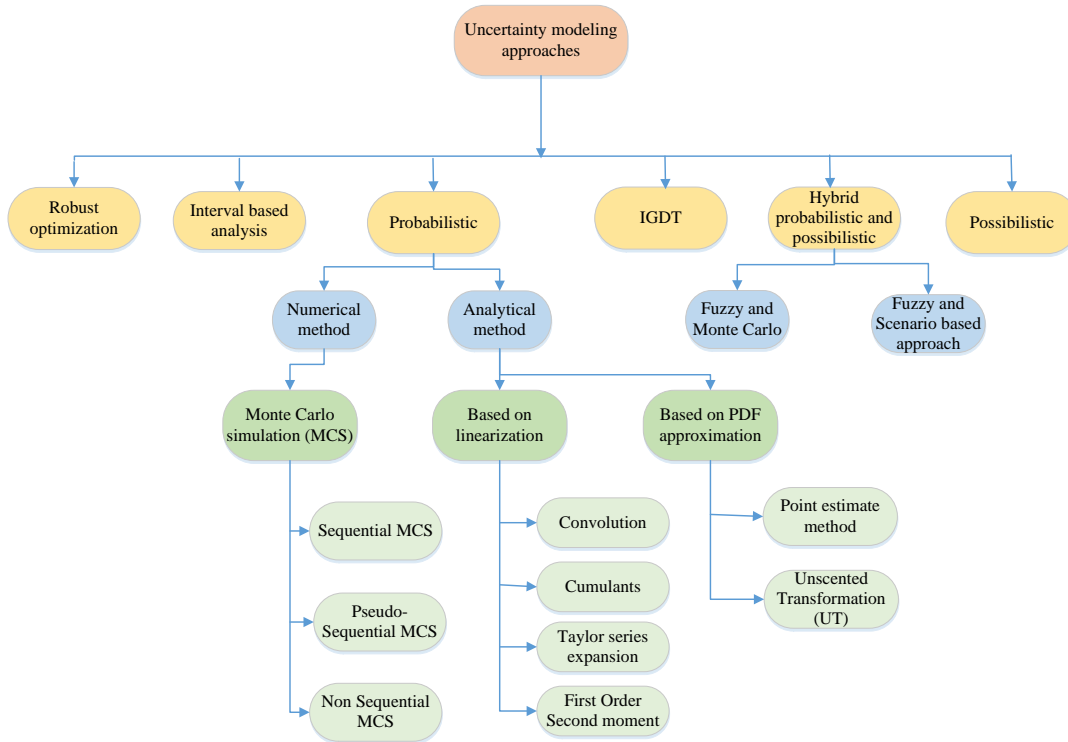 Uncertainty modeling
approaches
Robust
optimization
Interval based
analysis
Probabilistic
IGDT
Hybrid
probabilistic and
possibilistic
Possibilistic
Numerical
method
Analytical
method
Fuzzy and
Monte Carlo
Fuzzy and
Scenario based
approach
Monte Carlo
simulation (MCS)
Based on
linearization
Based on PDF
approximation
Sequential MCS
Pseudo-
Sequential MCS
Non Sequential
MCS
Convolution
Cumulants
Taylor series
expansion
First Order
Second moment
Point estimate
method
Unscented
Transformation
(UT)